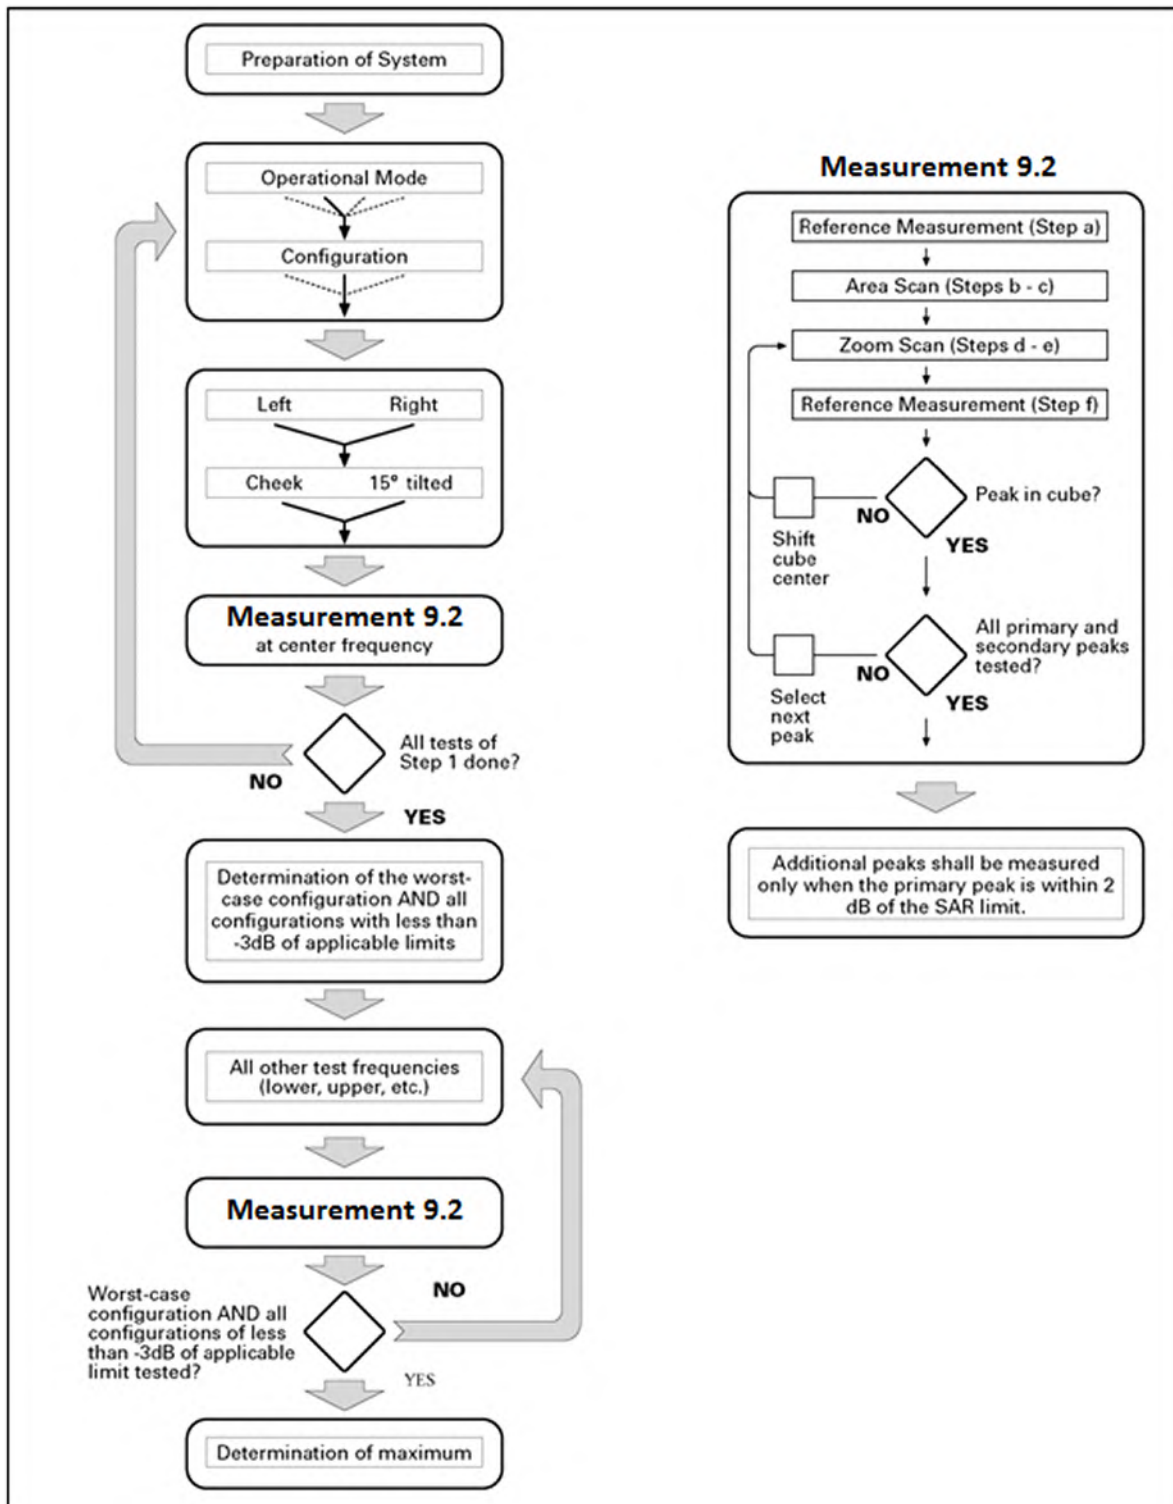 Preparation of System
Operational Mode
Configuration
Left Right
Cheek 15° tilted
Measurement 9.2
at center frequency
All tests of
Step 1 done?
NO
YES
Determination of the worst-
case configuration AND all
configurations with less than
-3dB of applicable limits
All other test frequencies
(lower, upper, etc.)
Measurement 9.2
NO
Worst-case
configuration AND all
configurations of less
than -3dB of applicable
limit tested?
YES
Determination of maximum
Measurement 9.2
Reference Measurement (Step a)
Area Scan (Steps b - c)
Zoom Scan (Steps d - e)
Reference Measurement (Step f)
Peak in cube?
NO
YES
Shift
cube
center
All primary and
secondary peaks
tested?
NO
YES
Select
next
peak
Additional peaks shall be measured
only when the primary peak is within 2
dB of the SAR limit.